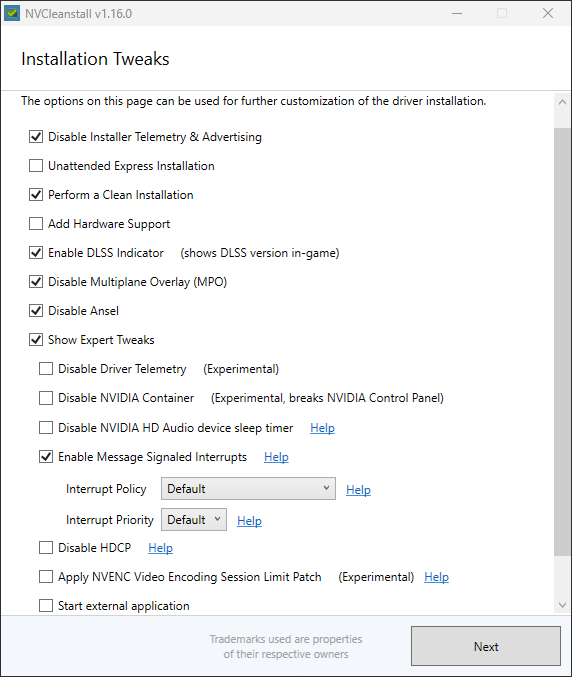 NVCleanstall v1.16.0
Installation Tweaks
The options on this page can be used for further customization of the driver installation.
Disable Installer Telemetry & Advertising
Unattended Express Installation
Perform a Clean Installation
Add Hardware Support
Enable DLSS Indicator (shows DLSS version in-game)
Disable Multiplane Overlay (MPO)
Disable Ansel
Show Expert Tweaks
Disable Driver Telemetry (Experimental)
Disable NVIDIA Container (Experimental, breaks NVIDIA Control Panel)
Disable NVIDIA HD Audio device sleep timer Help
Enable Message Signaled Interrupts Help
Interrupt Policy Default Help
Interrupt Priority Default Help
Disable HDCP Help
Apply NVENC Video Encoding Session Limit Patch (Experimental) Help
Start external application
Trademarks used are properties
of their respective owners
Next